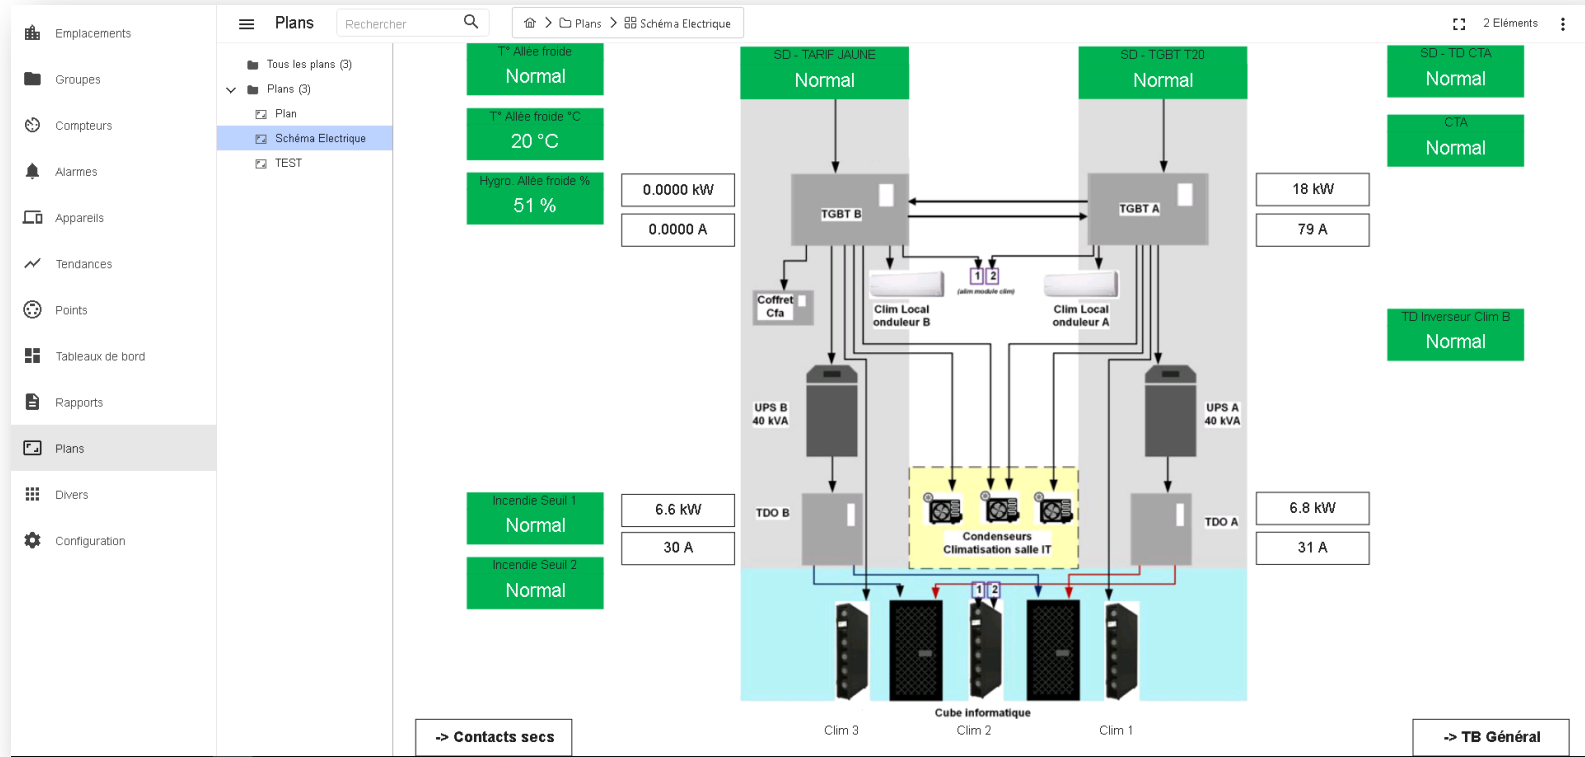 Emplacements
Groupes
Compteurs
Alarmes
Appareils
Tendances
Points
Tableaux de bord
Rapports
Plans
Divers
Configuration
Plans
Rechercher
Plans
Schéma Electrique
2 Eléments
Tous les plans (3)
Plans (3)
Plan
Schéma Electrique
TEST
T° Allée froide
Normal
T° Allée froide °C
20 °C
Hygro. Allée froide %
51 %
0.0000 kW
0.0000 A
SD - TARIF JAUNE
Normal
SD - TGBT T20
Normal
SD - TD CTA
Normal
CTA
Normal
18 kW
79 A
TGBT B
TGBT A
1
2
(alim module clim)
Coffret
Cfa
Clim Local
onduleur B
Clim Local
onduleur A
TD Inverseur Clim B
Normal
UPS B
40 kVA
UPS A
40 kVA
Incendie Seuil 1
Normal
Incendie Seuil 2
Normal
6.6 kW
30 A
TDO B
Condenseurs
Climatisation salle IT
TDO A
6.8 kW
31 A
1
2
Cube informatique
Clim 3
Clim 2
Clim 1
-> Contacts secs
-> TB Général